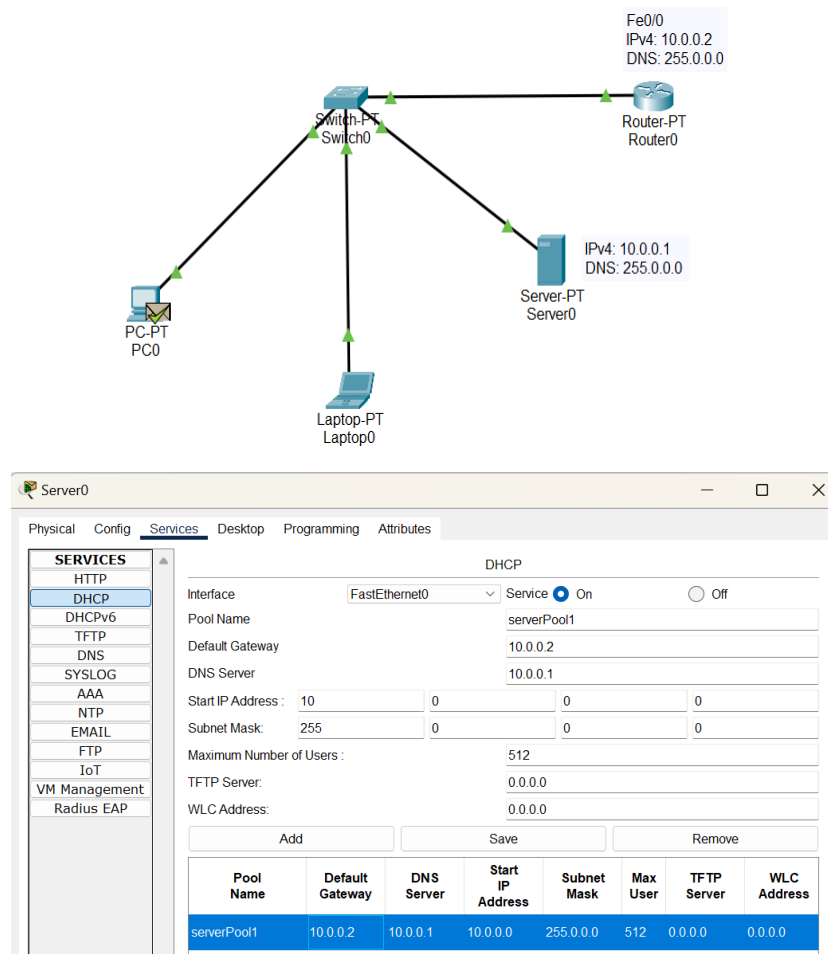 Fe0/0
IPv4: 10.0.0.2
DNS: 255.0.0.0
Switch-PT
Switch0
Router-PT
Router0
IPv4: 10.0.0.1
DNS: 255.0.0.0
Server-PT
Server0
PC-PT
PC0
Laptop-PT
Laptop0
Server0
Physical Config Services Desktop Programming Attributes
SERVICES
HTTP
DHCP
DHCPv6
TFTP
DNS
SYSLOG
AAA
NTP
EMAIL
FTP
IoT
VM Management
Radius EAP
DHCP
Interface FastEthernet0 Service On Off
Pool Name serverPool1
Default Gateway 10.0.0.2
DNS Server 10.0.0.1
Start IP Address : 10 0 0 0
Subnet Mask: 255 0 0 0
Maximum Number of Users : 512
TFTP Server: 0.0.0.0
WLC Address: 0.0.0.0
Add Save Remove
Pool Name Default Gateway DNS Server Start IP Address Subnet Mask Max User TFTP Server WLC Address
serverPool1 10.0.0.2 10.0.0.1 10.0.0.0 255.0.0.0 512 0.0.0.0 0.0.0.0